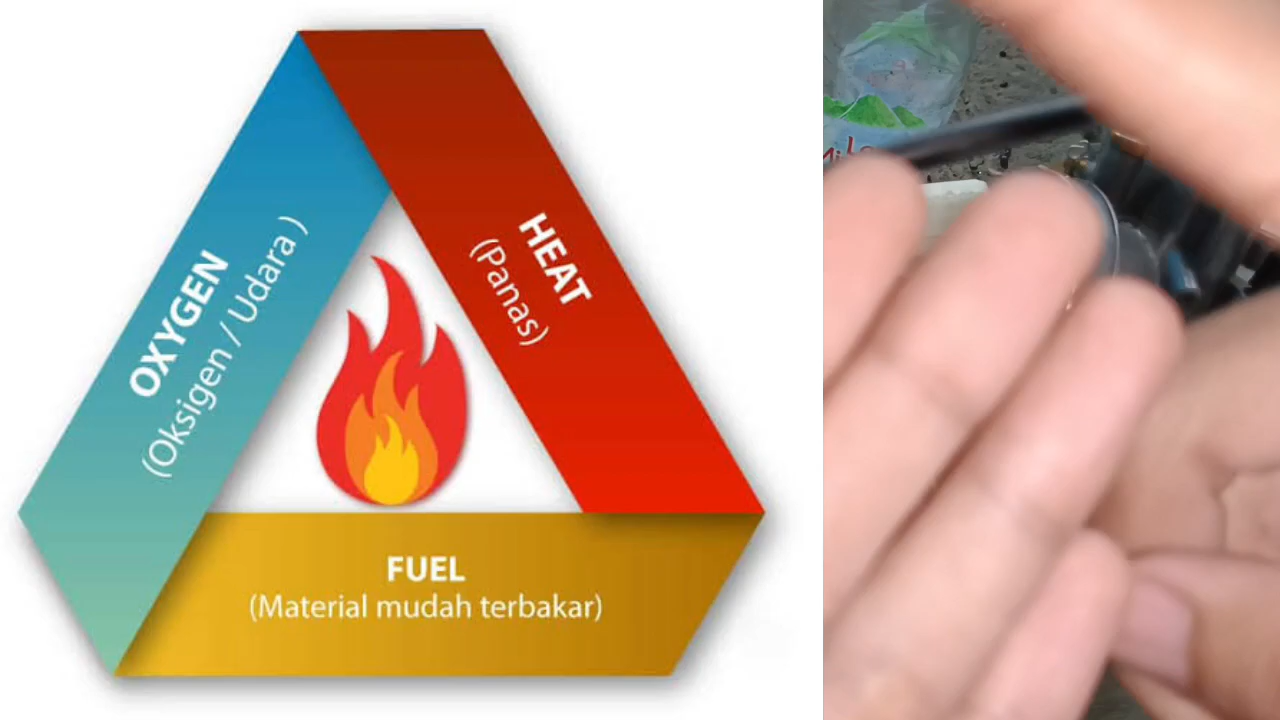 OXYGEN
(Oksigen / Udara )
HEAT
(Panas)
FUEL
(Material mudah terbakar)